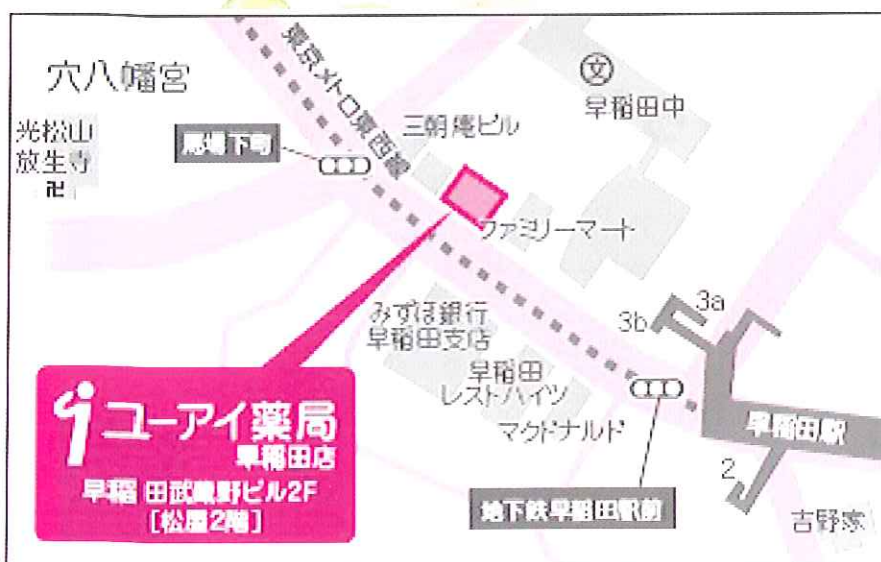 穴八幡宮
光松山
放生寺
卍
馬場下町
東京メトロ東西線
三朝庵ビル
文
早稲田中
ファミリーマート
みずほ銀行
早稲田支店
早稲田
レストハイツ
マクドナルド
3a
3b
早稲田駅
2
地下鉄早稲田駅前
吉野家
ユーアイ薬局
早稲田店
早稲田武蔵野ビル2F
[松屋2階]